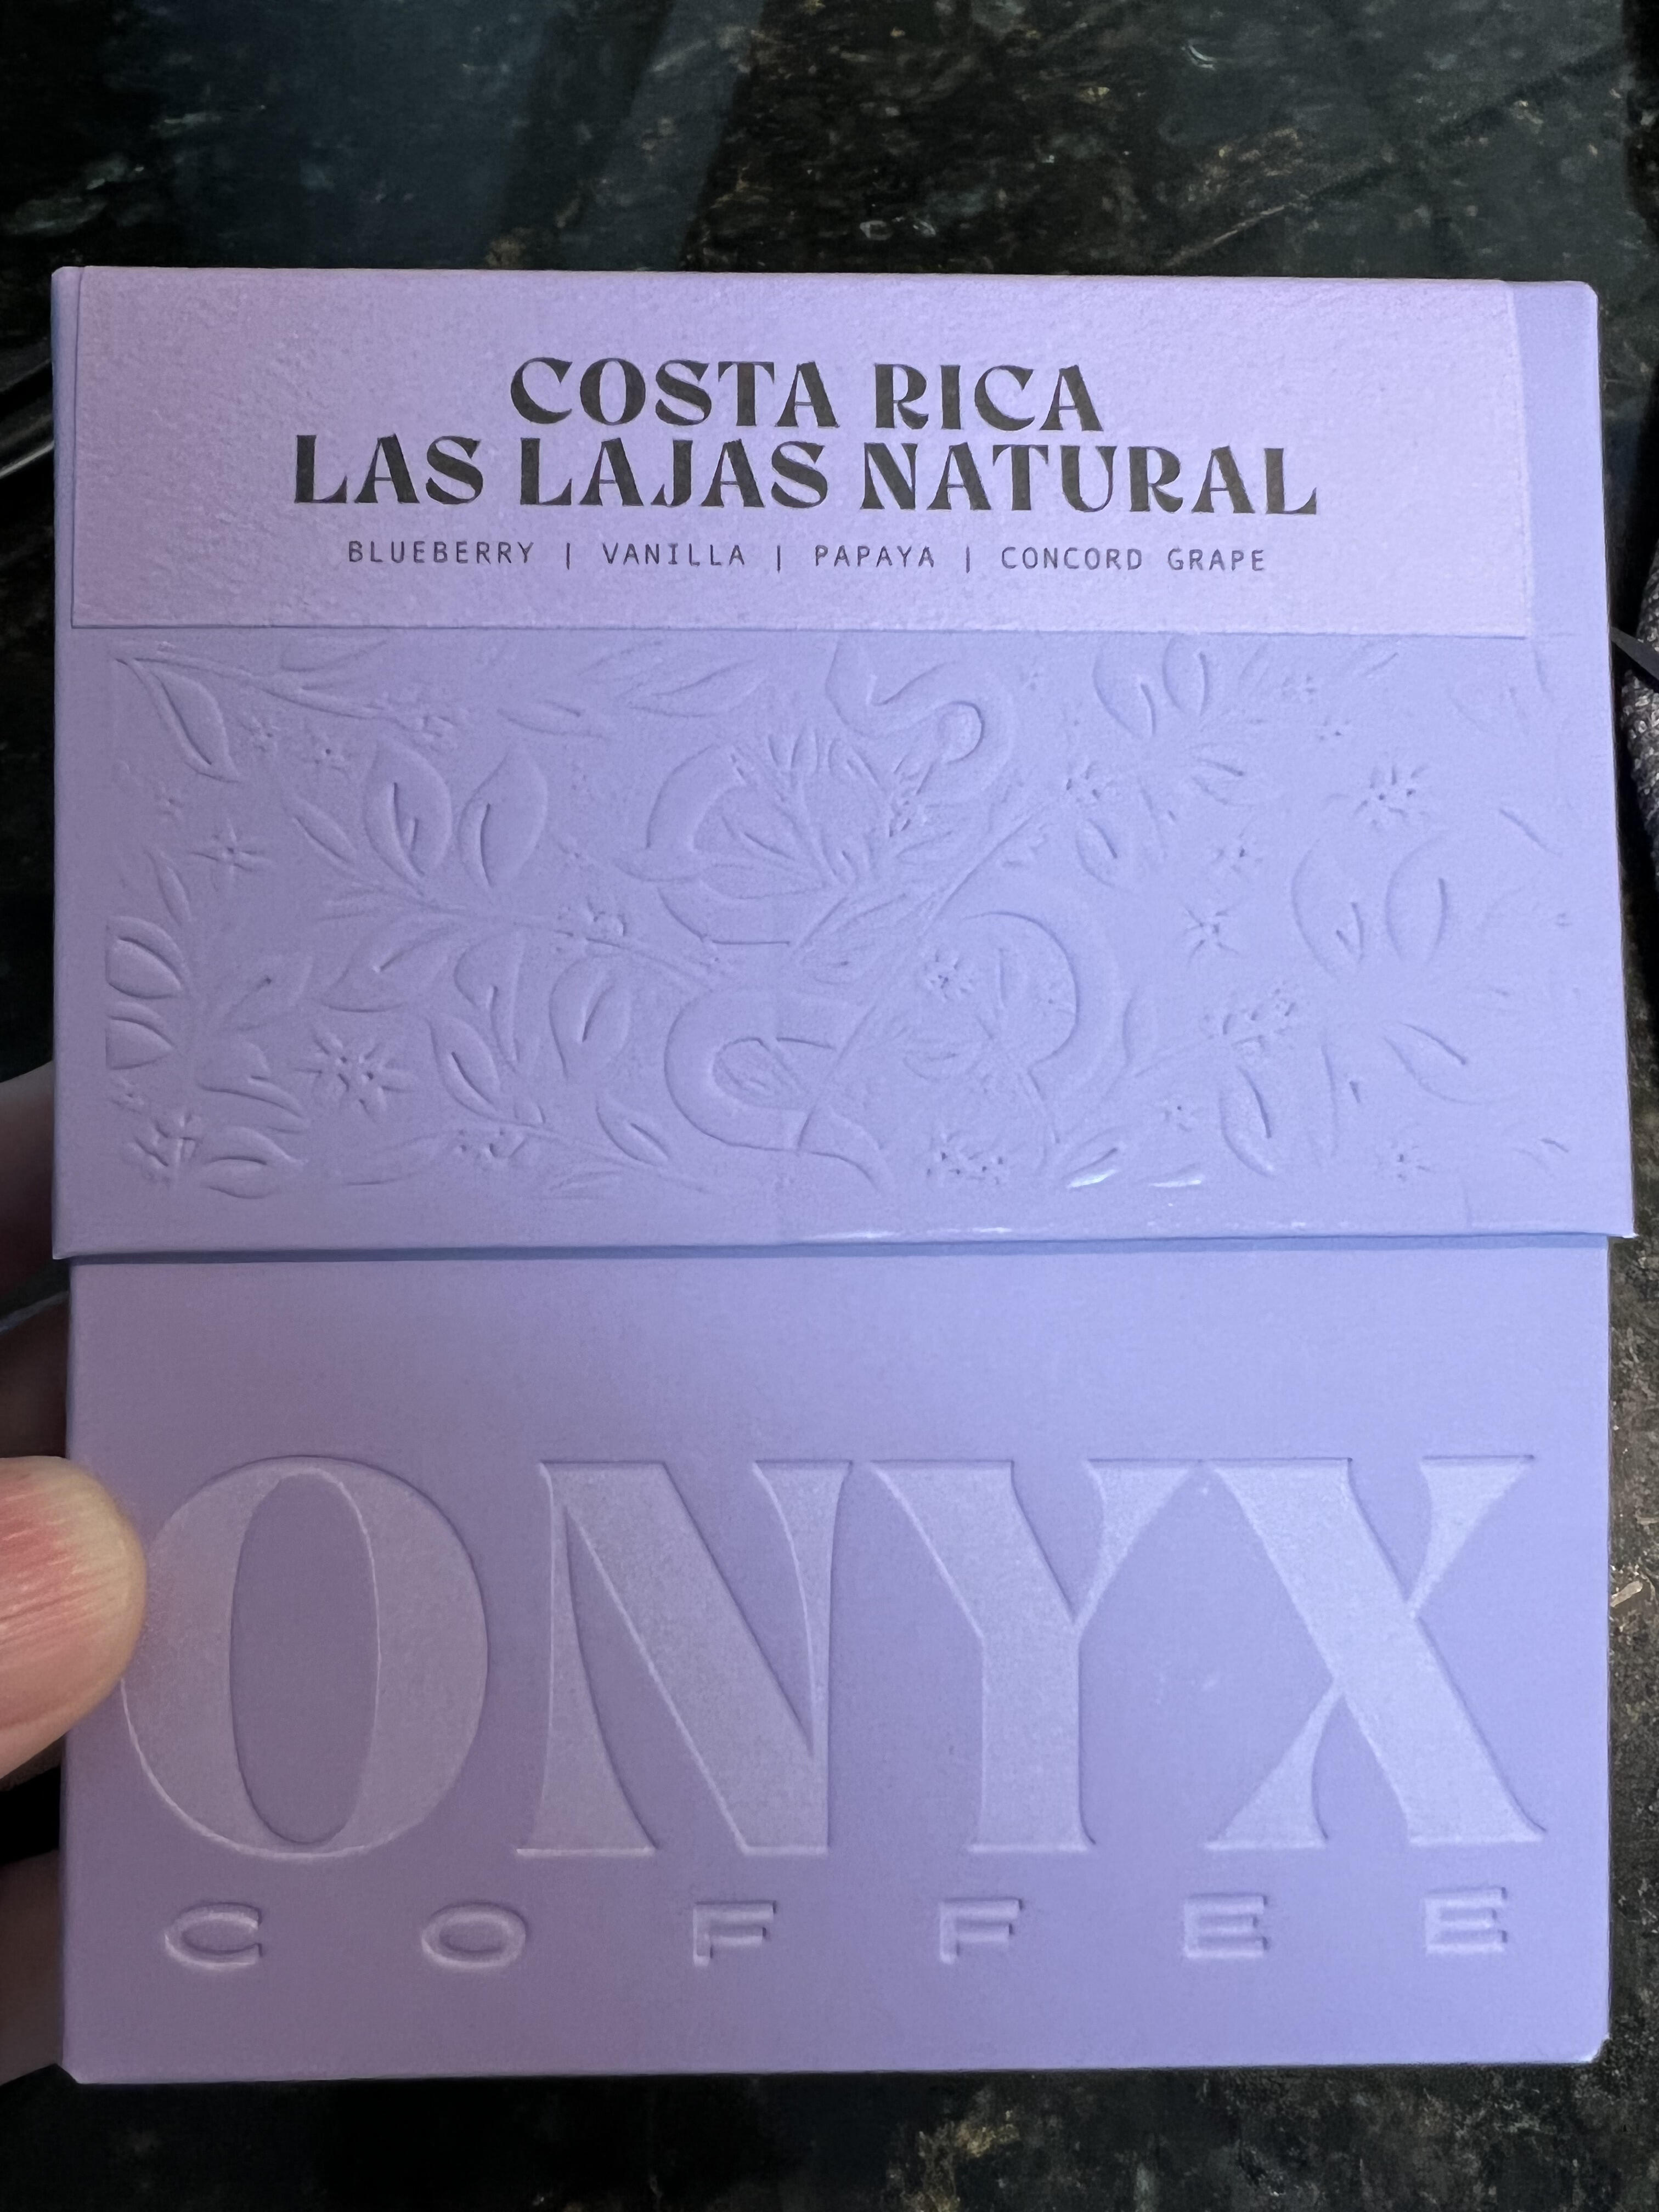 COSTA RICA
LAS LAJAS NATURAL
BLUEBERRY | VANILLA | PAPAYA | CONCORD GRAPE
ONYX
COFFEE